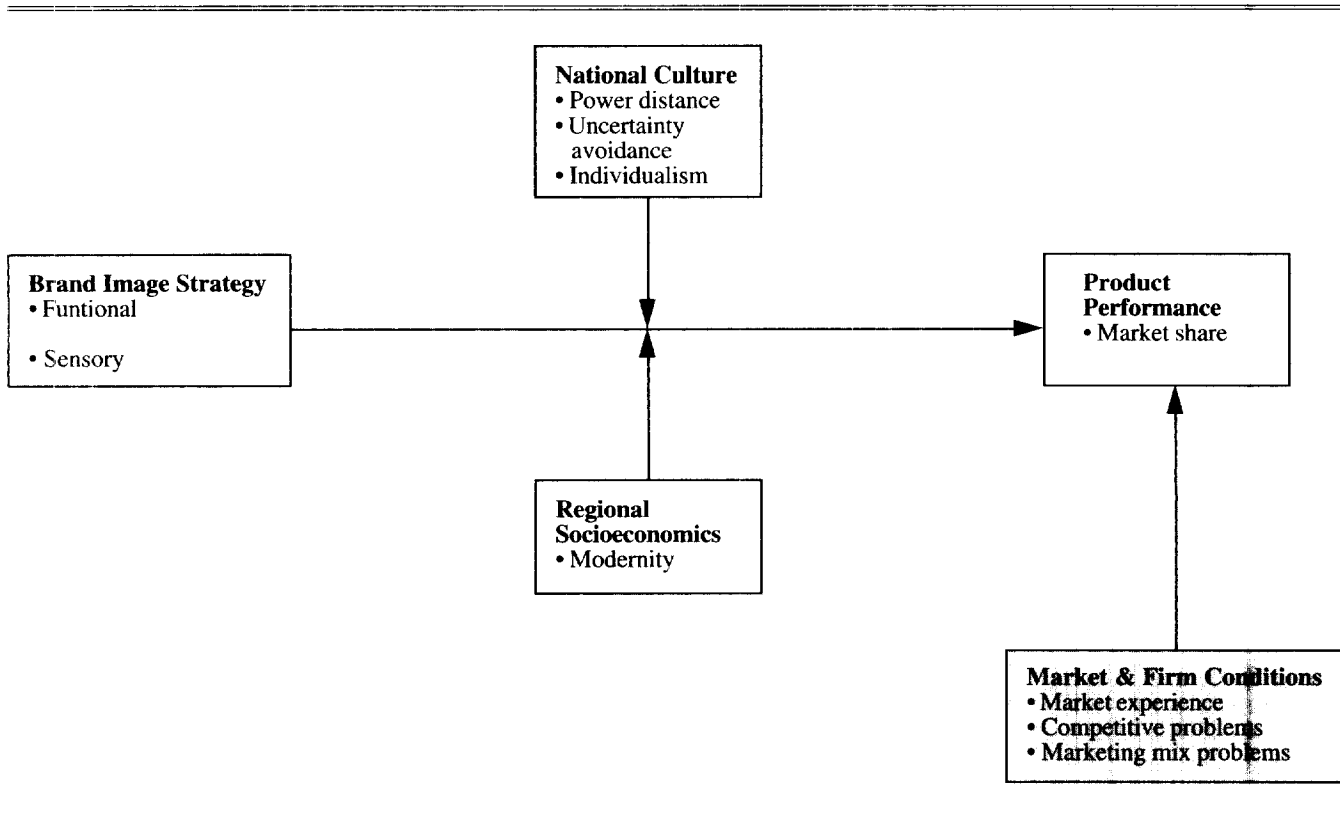 National Culture
• Power distance
• Uncertainty
avoidance
• Individualism
Brand Image Strategy
• Funtional
• Sensory
Product
Performance
• Market share
Regional
Socioeconomics
• Modernity
Market & Firm Conditions
• Market experience
• Competitive problems
• Marketing mix problems